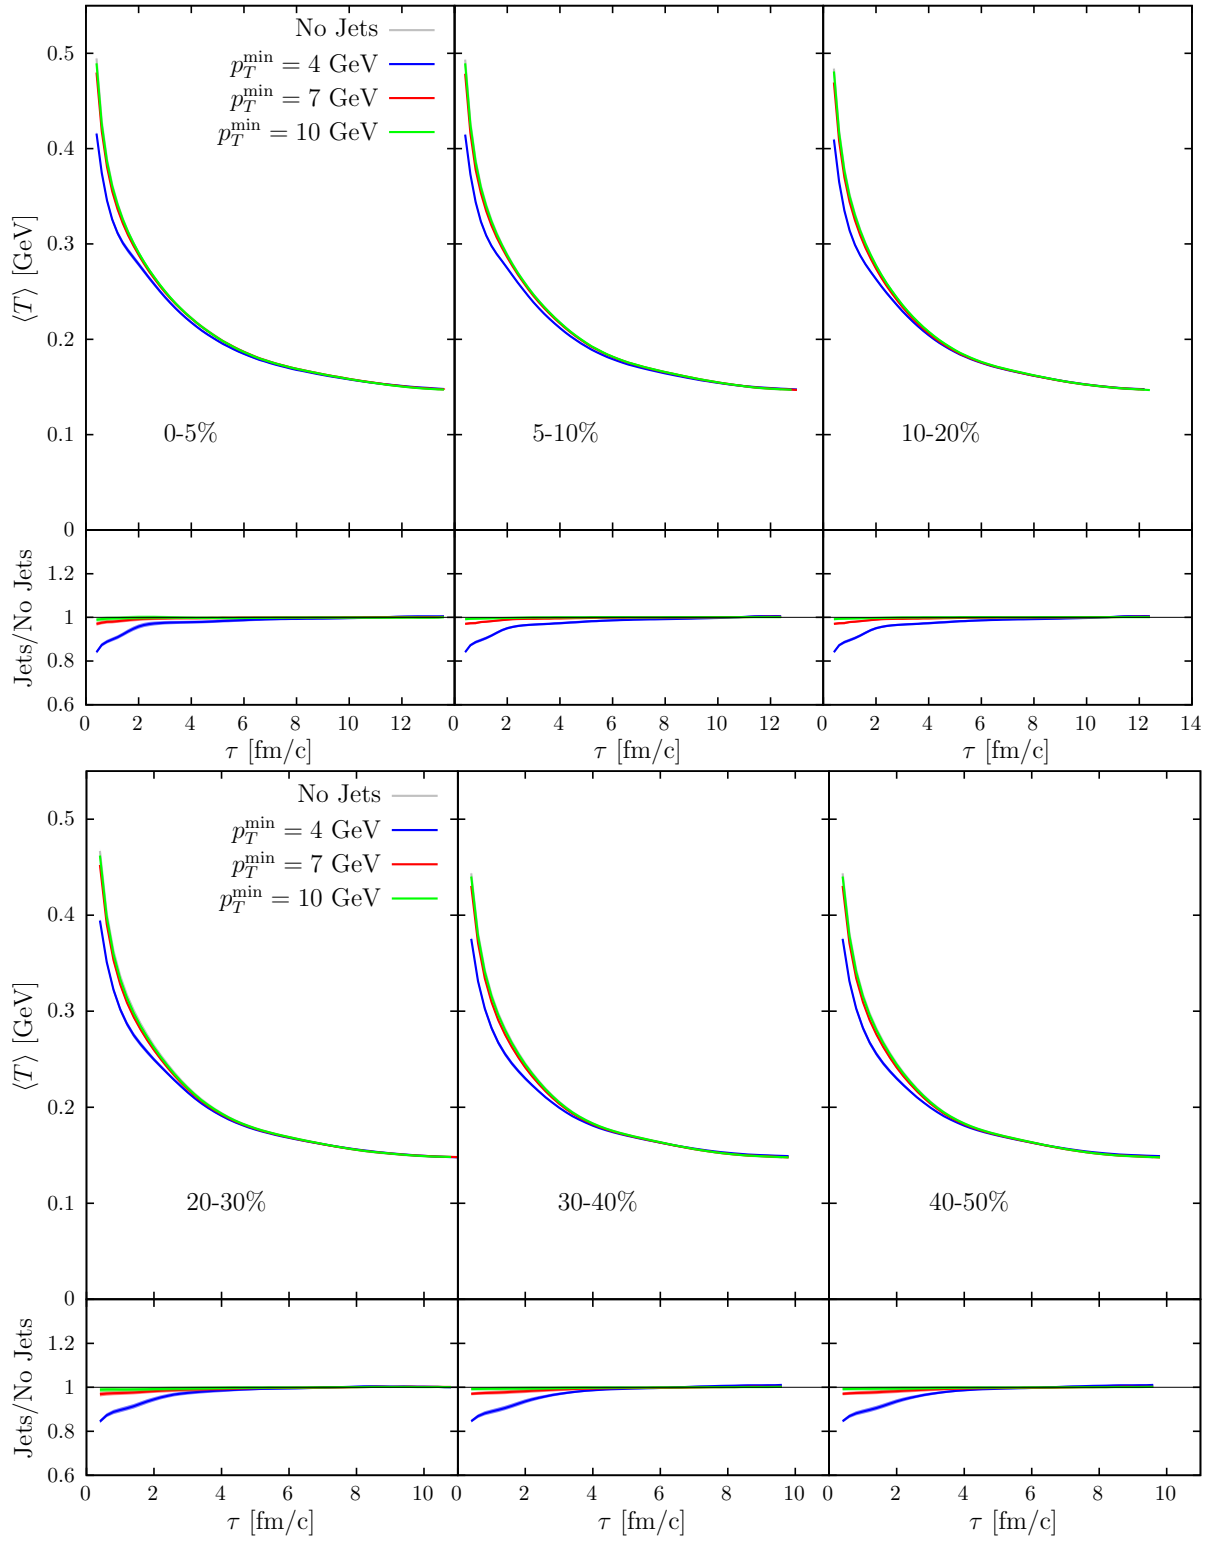 No Jets
p_T^min = 4 GeV
p_T^min = 7 GeV
p_T^min = 10 GeV
⟨T⟩ [GeV]
0.5
0.4
0.3
0.2
0.1
0
0-5%
5-10%
10-20%
Jets/No Jets
1.2
1
0.8
0.6
0 2 4 6 8 10 12 0 2 4 6 8 10 12 0 2 4 6 8 10 12 14
τ [fm/c] τ [fm/c] τ [fm/c]
No Jets
p_T^min = 4 GeV
p_T^min = 7 GeV
p_T^min = 10 GeV
⟨T⟩ [GeV]
0.5
0.4
0.3
0.2
0.1
0
20-30%
30-40%
40-50%
Jets/No Jets
1.2
1
0.8
0.6
0 2 4 6 8 10 0 2 4 6 8 10 0 2 4 6 8 10
τ [fm/c] τ [fm/c] τ [fm/c]